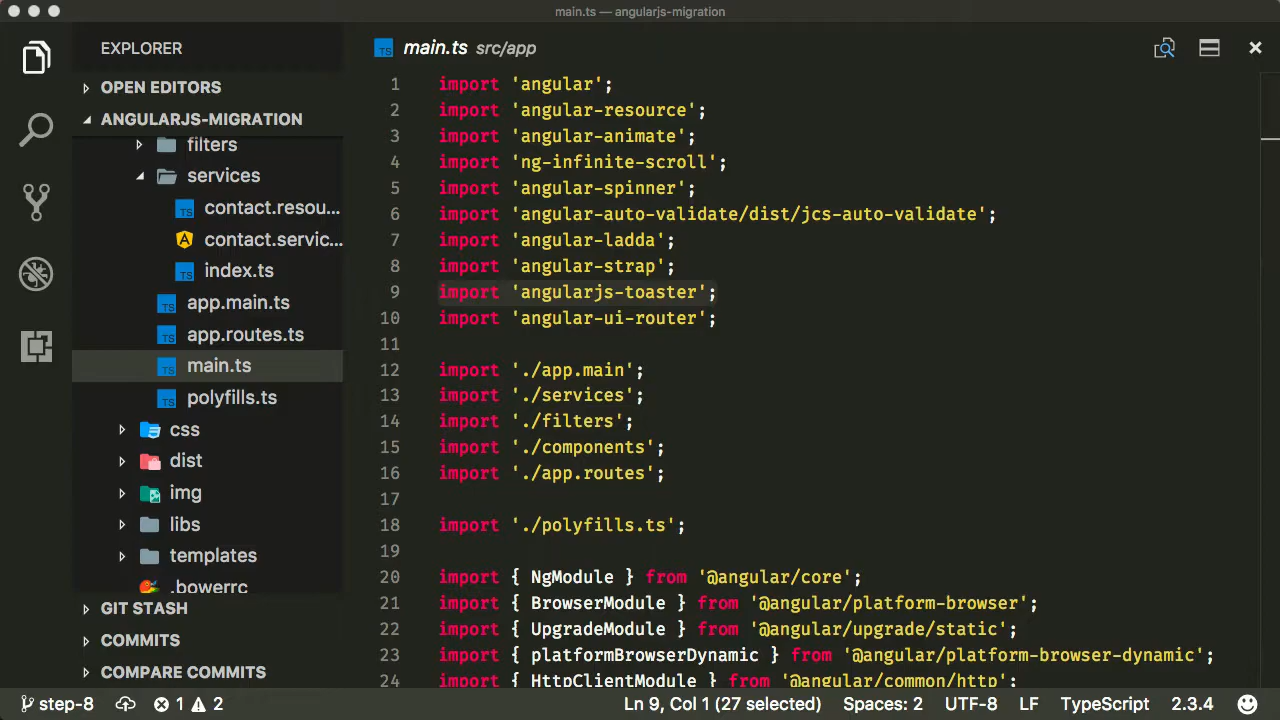 main.ts — angularjs-migration
EXPLORER
OPEN EDITORS
ANGULARJS-MIGRATION
filters
services
contact.resou...
contact.servic...
index.ts
app.main.ts
app.routes.ts
main.ts
polyfills.ts
css
dist
img
libs
templates
.bowerrc
GIT STASH
COMMITS
COMPARE COMMITS
main.ts src/app
1 import 'angular';
2 import 'angular-resource';
3 import 'angular-animate';
4 import 'ng-infinite-scroll';
5 import 'angular-spinner';
6 import 'angular-auto-validate/dist/jcs-auto-validate';
7 import 'angular-ladda';
8 import 'angular-strap';
9 import 'angularjs-toaster';
10 import 'angular-ui-router';
11
12 import './app.main';
13 import './services';
14 import './filters';
15 import './components';
16 import './app.routes';
17
18 import './polyfills.ts';
19
20 import { NgModule } from '@angular/core';
21 import { BrowserModule } from '@angular/platform-browser';
22 import { UpgradeModule } from '@angular/upgrade/static';
23 import { platformBrowserDynamic } from '@angular/platform-browser-dynamic';
24 import { HttpClientModule } from '@angular/common/http';
step-8 1 2 Ln 9, Col 1 (27 selected) Spaces: 2 UTF-8 LF TypeScript 2.3.4